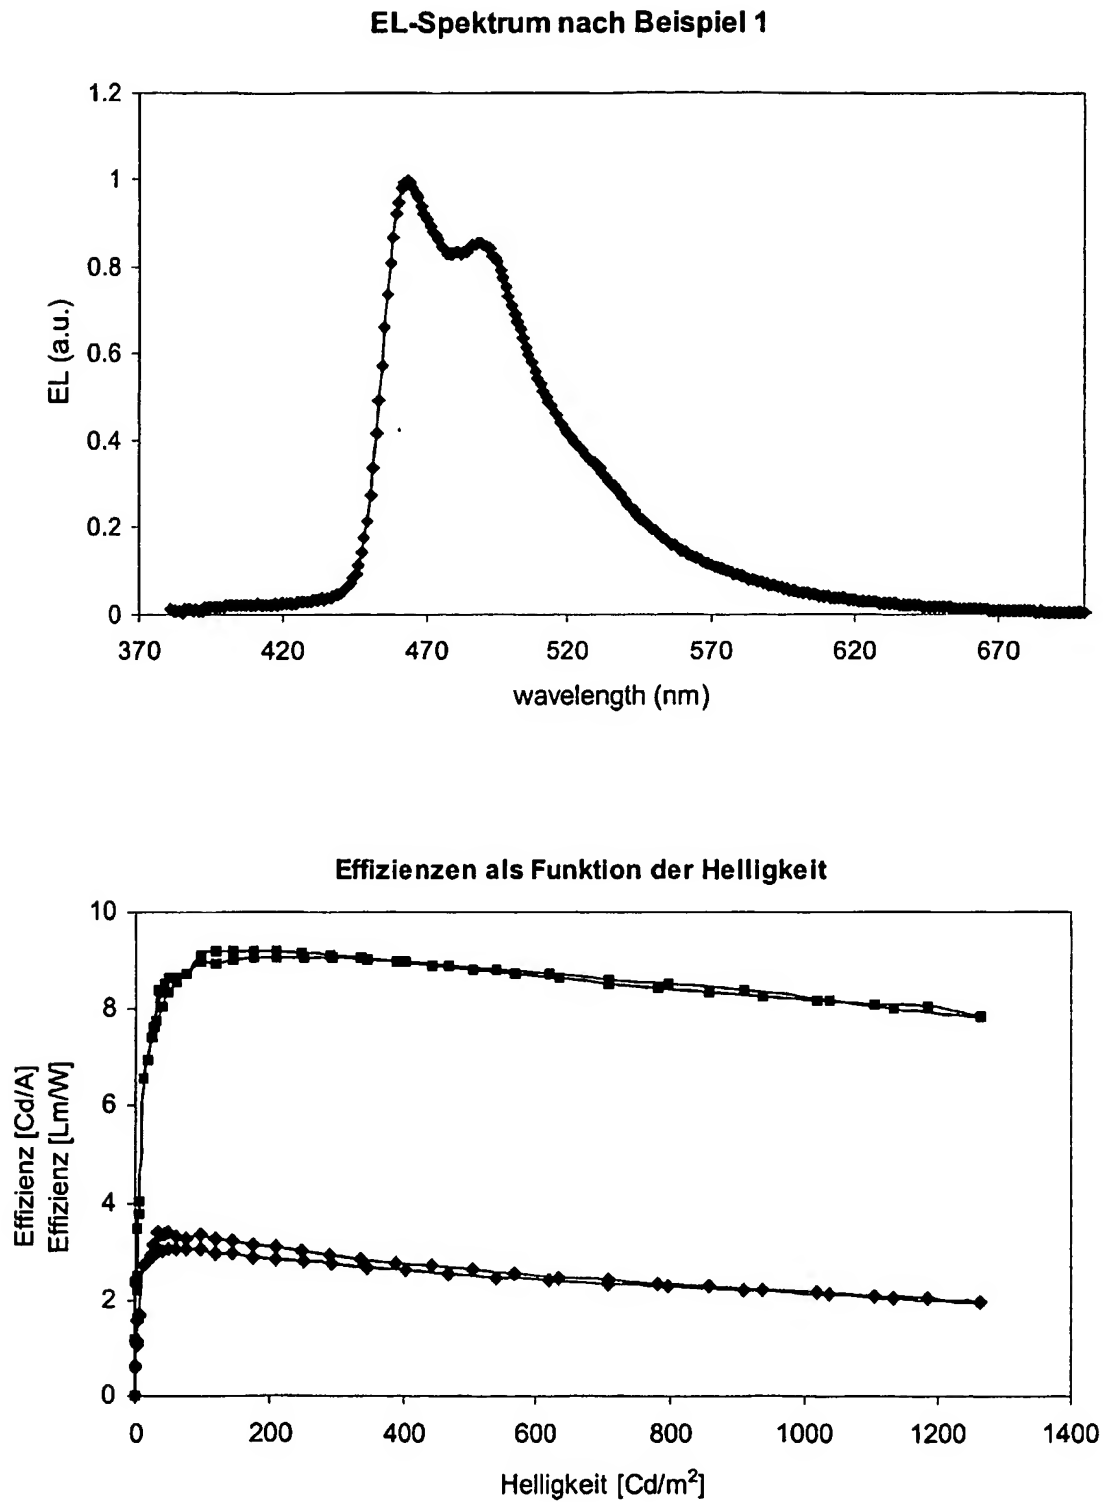 EL-Spektrum nach Beispiel 1
1.2
1
0.8
0.6
0.4
0.2
0
EL (a.u.)
370 420 470 520 570 620 670
wavelength (nm)
Effizienzen als Funktion der Helligkeit
10
8
6
4
2
0
Effizienz [Cd/A]
Effizienz [Lm/W]
0 200 400 600 800 1000 1200 1400
Helligkeit [Cd/m²]